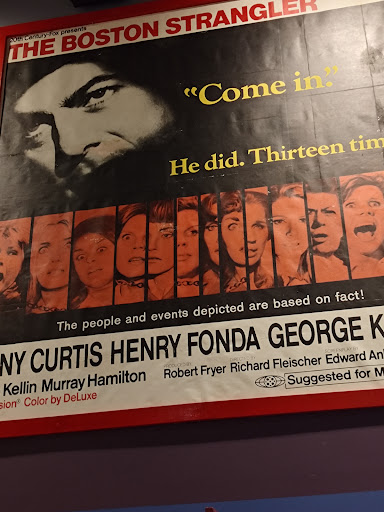 20th Century-Fox presents
THE BOSTON STRANGLER
"Come in."
He did. Thirteen tim
The people and events depicted are based on fact!
NY CURTIS HENRY FONDA GEORGE K
Kellin Murray Hamilton
Robert Fryer Richard Fleischer Edward An
sion® Color by DeLuxe
Suggested for M